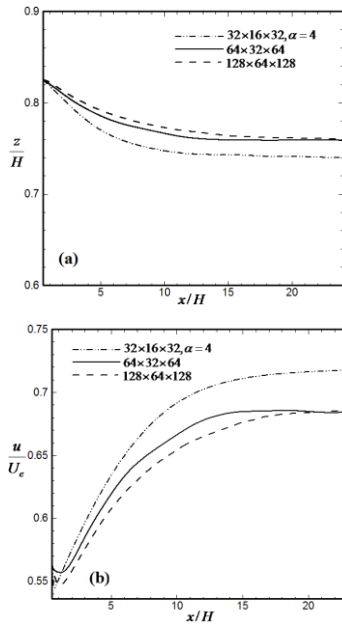 0.9
32×16×32, α = 4
64×32×64
128×64×128
0.8
z
H
0.7
(a)
0.6
5 10 15 20
x/H
0.75
32×16×32, α = 4
64×32×64
128×64×128
0.7
u
U_e
0.65
0.6
0.55
(b)
5 10 15 20
x/H